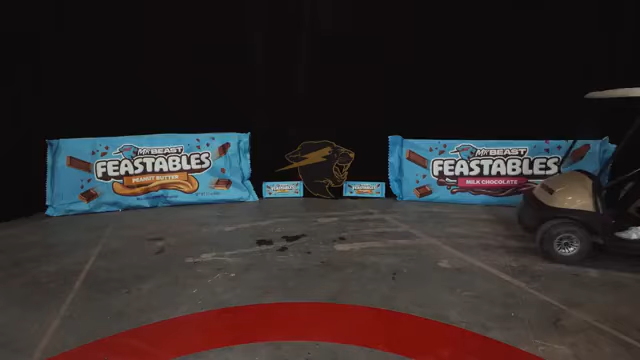 MRBEAST
FEASTABLES
PEANUT BUTTER
MRBEAST
FEASTABLES
MILK CHOCOLATE